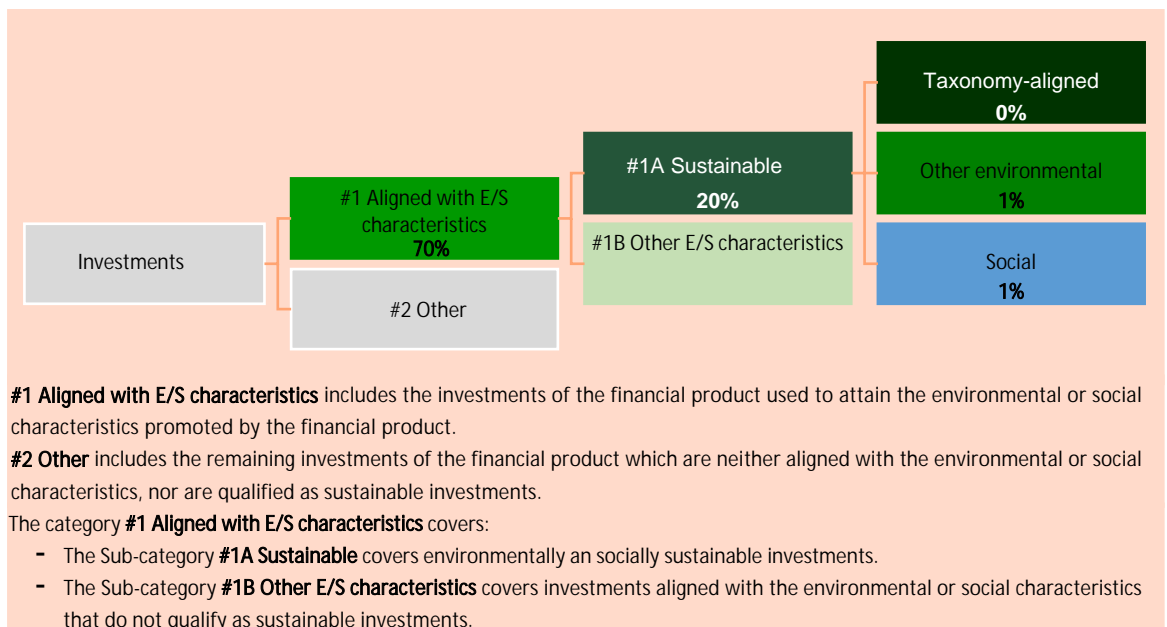 Taxonomy-aligned
0%
#1A Sustainable
20%
Other environmental
1%
#1 Aligned with E/S
characteristics
70%
#1B Other E/S characteristics
Investments
Social
1%
#2 Other
#1 Aligned with E/S characteristics includes the investments of the financial product used to attain the environmental or social
characteristics promoted by the financial product.
#2 Other includes the remaining investments of the financial product which are neither aligned with the environmental or social
characteristics, nor are qualified as sustainable investments.
The category #1 Aligned with E/S characteristics covers:
- The Sub-category #1A Sustainable covers environmentally an socially sustainable investments.
- The Sub-category #1B Other E/S characteristics covers investments aligned with the environmental or social characteristics
that do not qualify as sustainable investments.